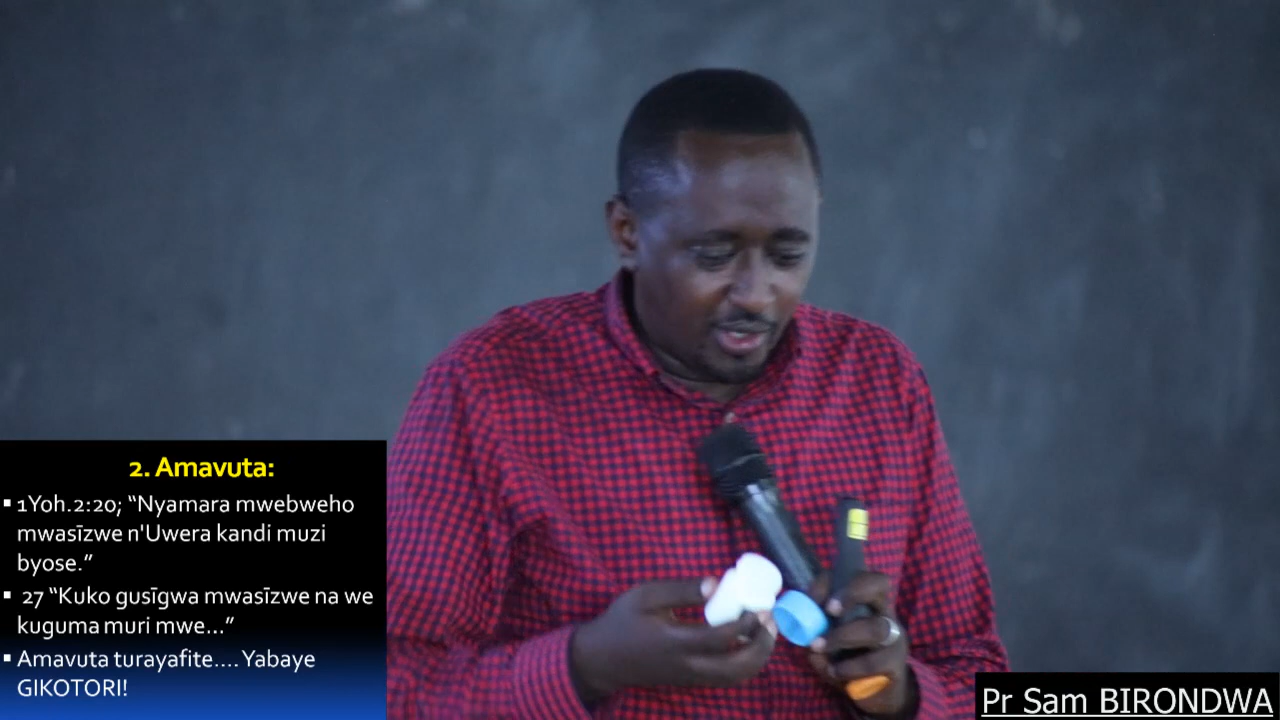 2. Amavuta:
▪ 1Yoh.2:20; “Nyamara mwebweho
mwasīzwe n'Uwera kandi muzi
byose.”
▪ 27 “Kuko gusīgwa mwasīzwe na we
kuguma muri mwe...”
▪ Amavuta turayafite.... Yabaye
GIKOTORI!
Pr Sam BIRONDWA